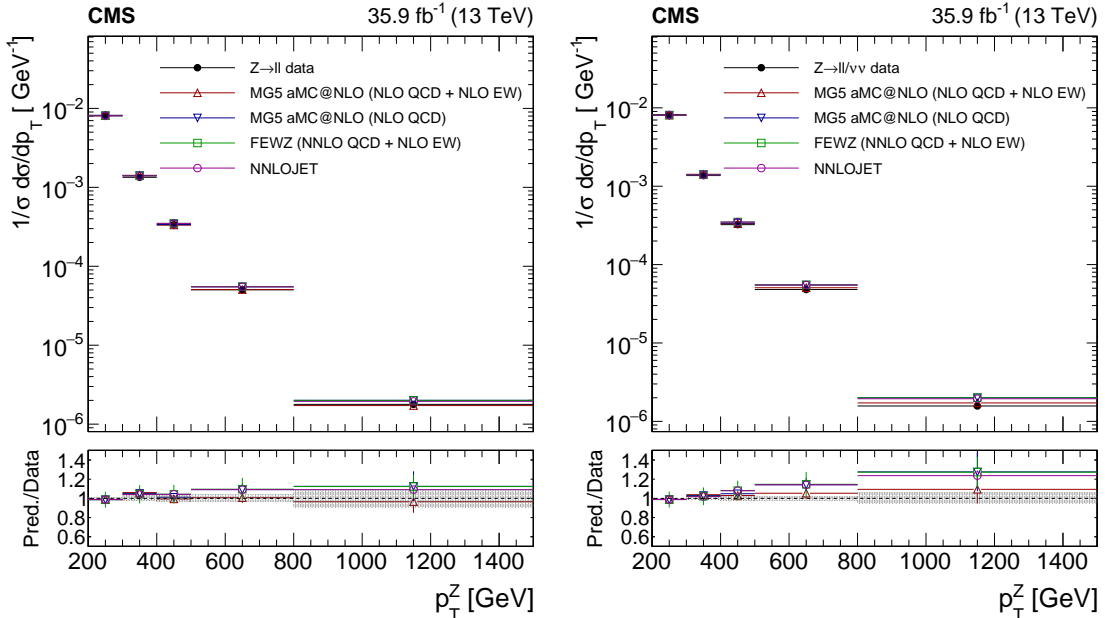 CMS 35.9 fb⁻¹ (13 TeV)
1/σ dσ/dp_T [ GeV⁻¹]
Z→ll data
MG5 aMC@NLO (NLO QCD + NLO EW)
MG5 aMC@NLO (NLO QCD)
FEWZ (NNLO QCD + NLO EW)
NNLOJET
10⁻²
10⁻³
10⁻⁴
10⁻⁵
10⁻⁶
Pred./Data
1.4
1.2
1
0.8
0.6
200 400 600 800 1000 1200 1400
p_T^Z [GeV]
CMS 35.9 fb⁻¹ (13 TeV)
1/σ dσ/dp_T [ GeV⁻¹]
Z→ll/νν data
MG5 aMC@NLO (NLO QCD + NLO EW)
MG5 aMC@NLO (NLO QCD)
FEWZ (NNLO QCD + NLO EW)
NNLOJET
10⁻²
10⁻³
10⁻⁴
10⁻⁵
10⁻⁶
Pred./Data
1.4
1.2
1
0.8
0.6
200 400 600 800 1000 1200 1400
p_T^Z [GeV]